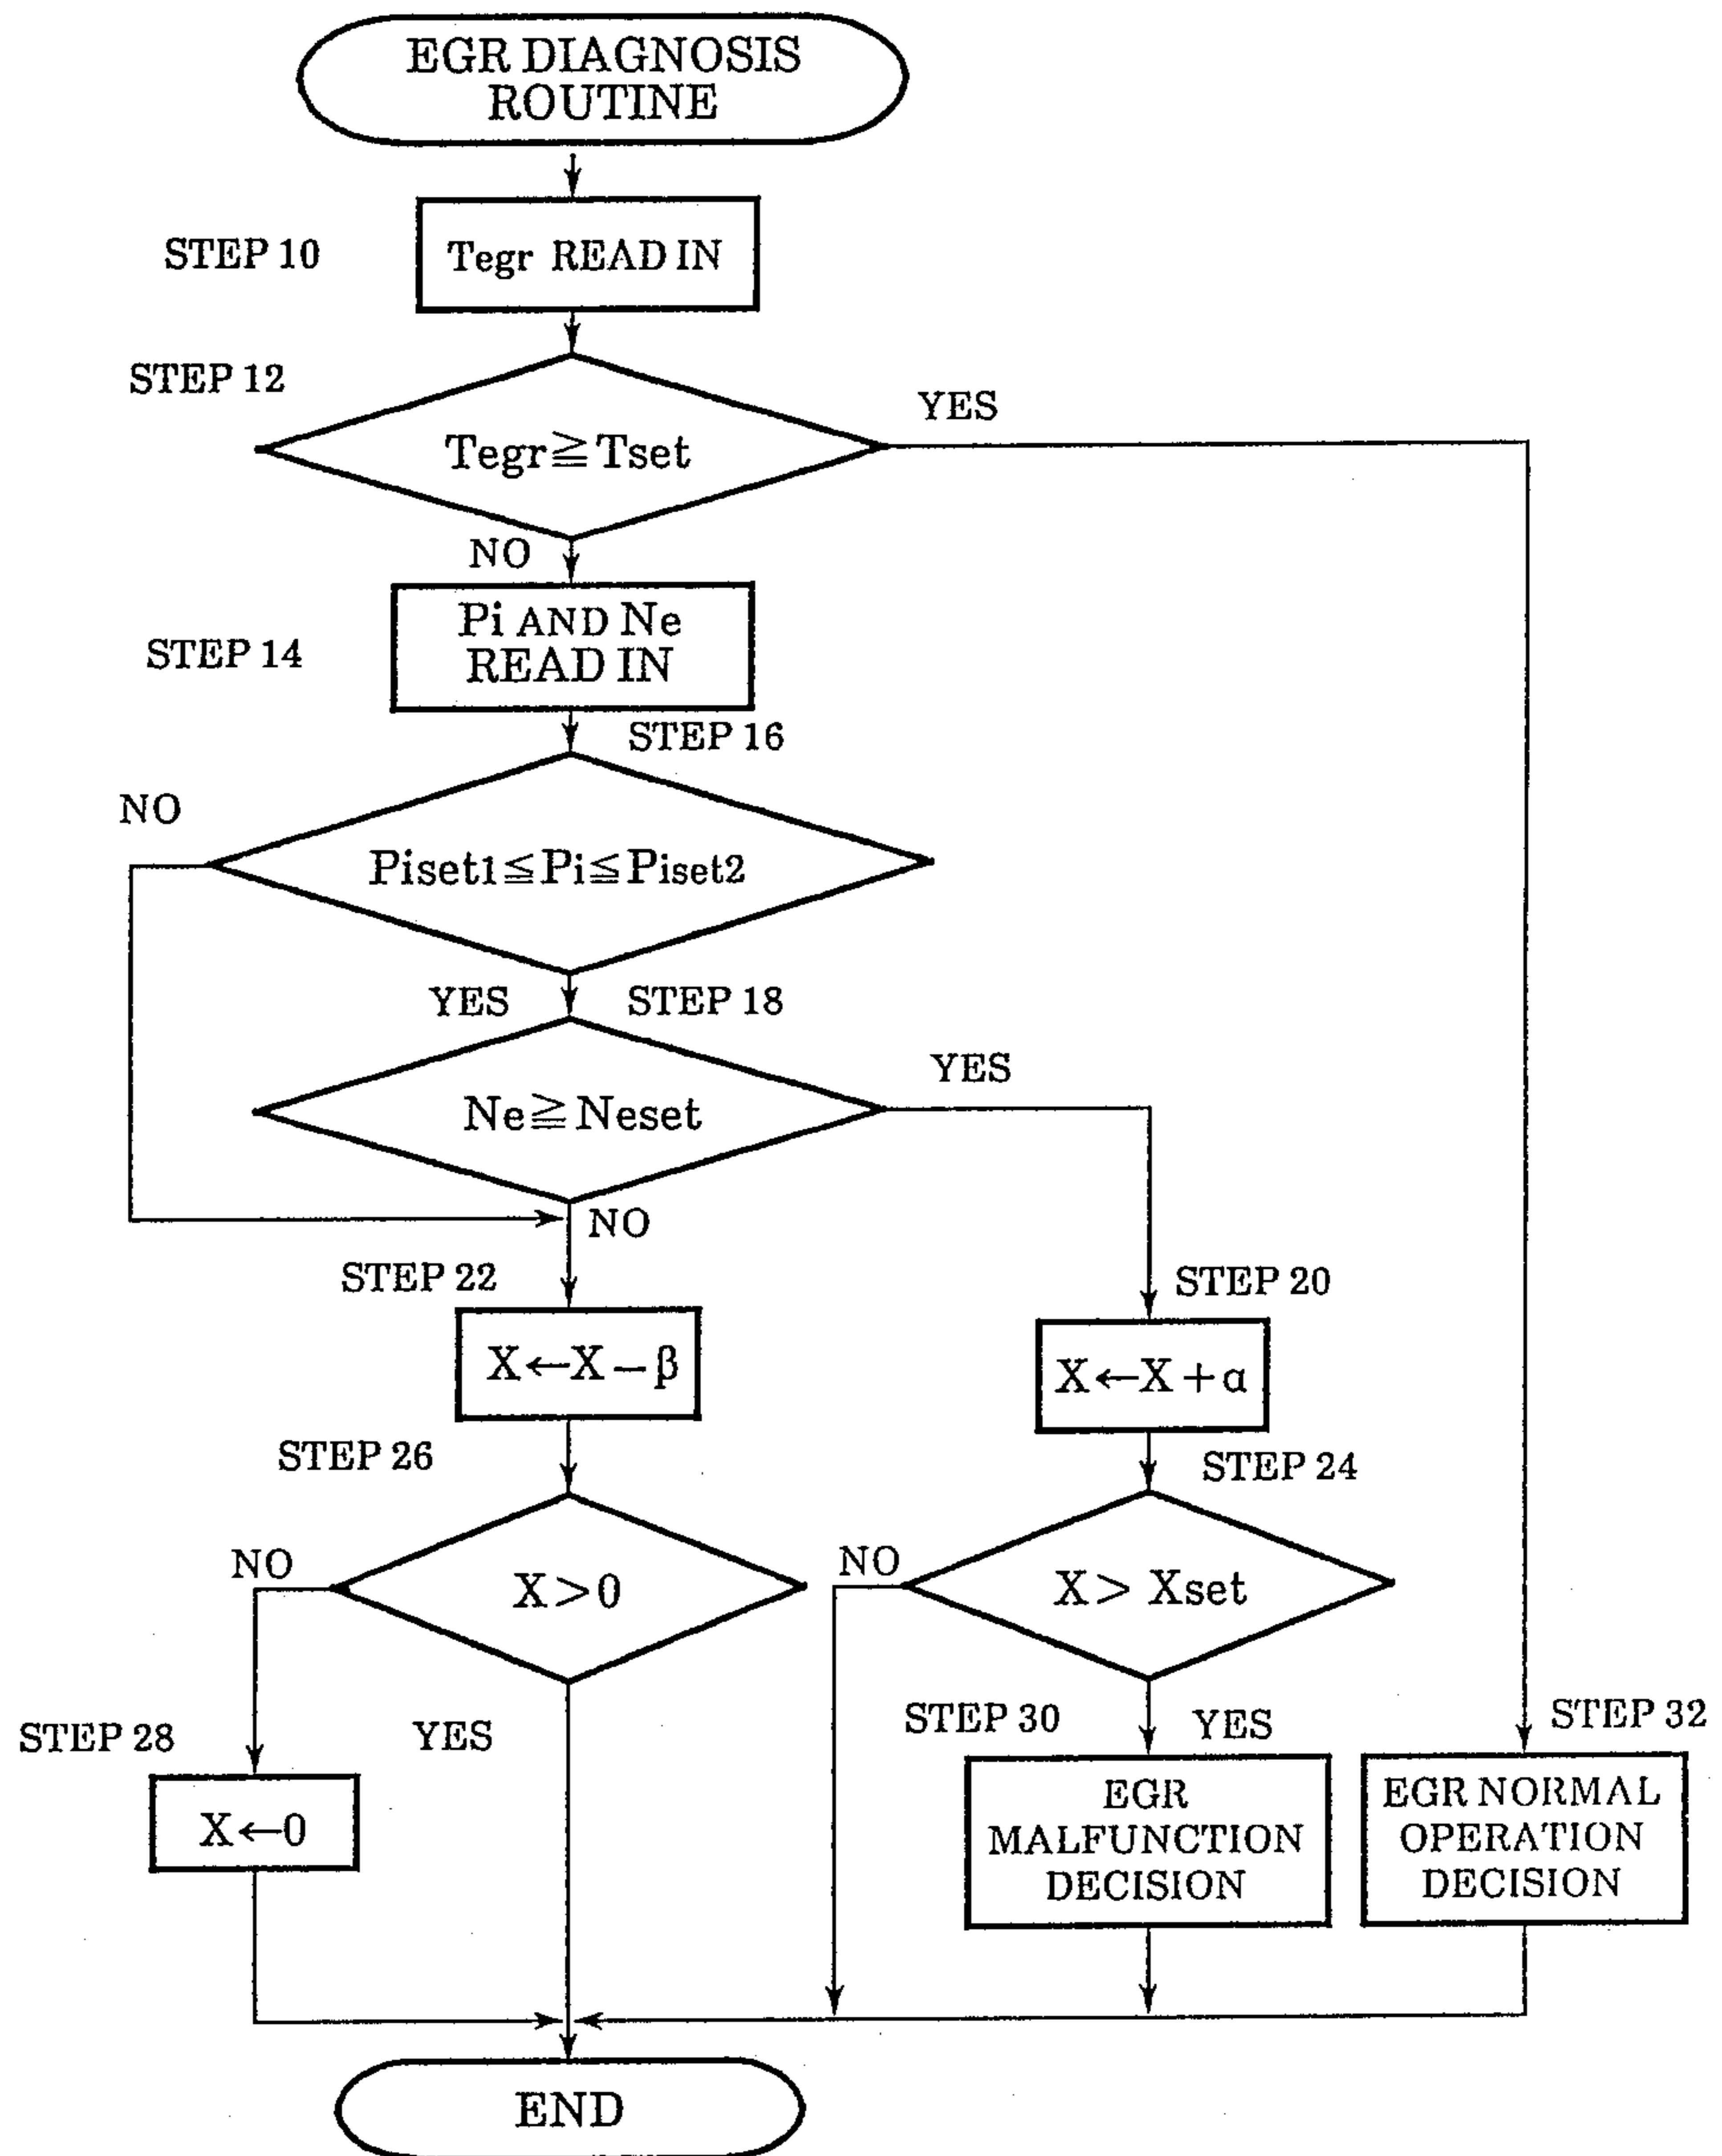 EGR DIAGNOSIS
ROUTINE
STEP 10
Tegr READ IN
STEP 12
YES
Tegr≧Tset
NO
Pi AND Ne
READ IN
STEP 14
STEP 16
NO
Piset1≦Pi≦Piset2
YES
STEP 18
YES
Ne≧Neset
NO
STEP 22
STEP 20
X←X−β
X←X+α
STEP 26
STEP 24
NO
X>0
NO
X> Xset
STEP 28
YES
STEP 30
YES
STEP 32
X←0
EGR
MALFUNCTION
DECISION
EGR NORMAL
OPERATION
DECISION
END